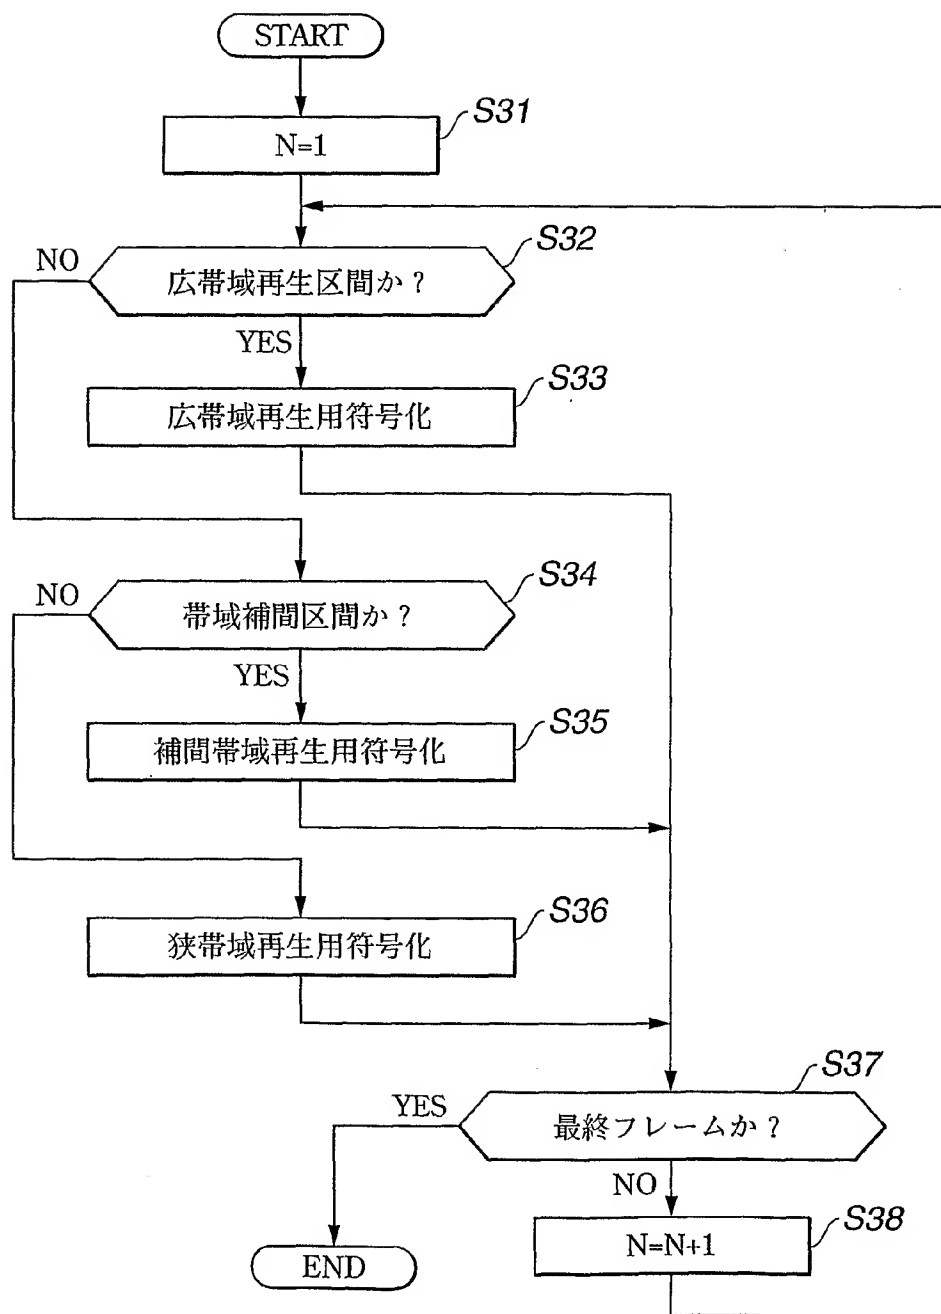 START
S31
N=1
S32
NO
広帯域再生区間か?
YES
S33
広帯域再生用符号化
S34
NO
帯域補間区間か?
YES
S35
補間帯域再生用符号化
S36
狭帯域再生用符号化
S37
YES
最終フレームか?
NO
S38
N=N+1
END